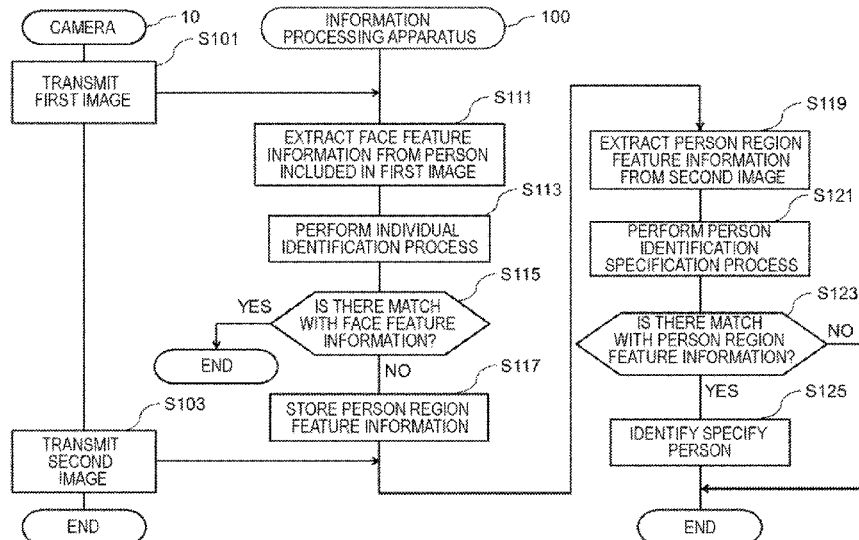 CAMERA
10
S101
TRANSMIT
FIRST IMAGE
INFORMATION
PROCESSING APPARATUS
100
S111
EXTRACT FACE FEATURE
INFORMATION FROM PERSON
INCLUDED IN FIRST IMAGE
S113
PERFORM INDIVIDUAL
IDENTIFICATION PROCESS
S115
YES
IS THERE MATCH
WITH FACE FEATURE
INFORMATION?
END
NO
S117
STORE PERSON REGION
FEATURE INFORMATION
S103
TRANSMIT
SECOND
IMAGE
END
S119
EXTRACT PERSON REGION
FEATURE INFORMATION
FROM SECOND IMAGE
S121
PERFORM PERSON
IDENTIFICATION
SPECIFICATION PROCESS
S123
IS THERE MATCH
WITH PERSON REGION
FEATURE INFORMATION?
NO
YES
S125
IDENTIFY SPECIFY
PERSON
END